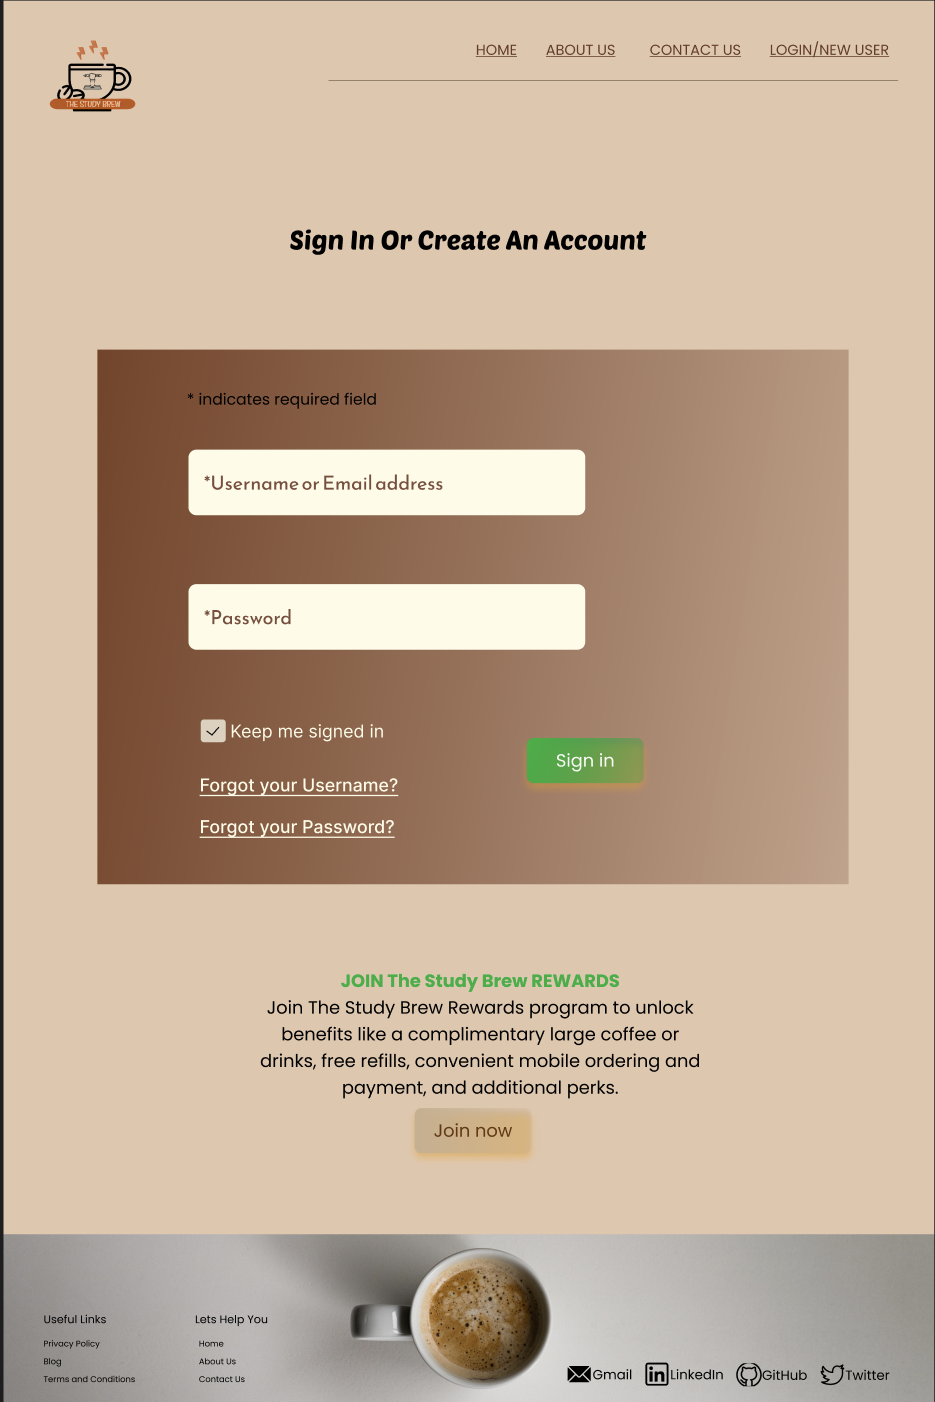 HOME ABOUT US CONTACT US LOGIN/NEW USER
THE STUDY BREW
Sign In Or Create An Account
* indicates required field
*Username or Email address
*Password
Keep me signed in
Sign in
Forgot your Username?
Forgot your Password?
JOIN The Study Brew REWARDS
Join The Study Brew Rewards program to unlock
benefits like a complimentary large coffee or
drinks, free refills, convenient mobile ordering and
payment, and additional perks.
Join now
Useful Links
Privacy Policy
Blog
Terms and Conditions
Lets Help You
Home
About Us
Contact Us
Gmail LinkedIn GitHub Twitter